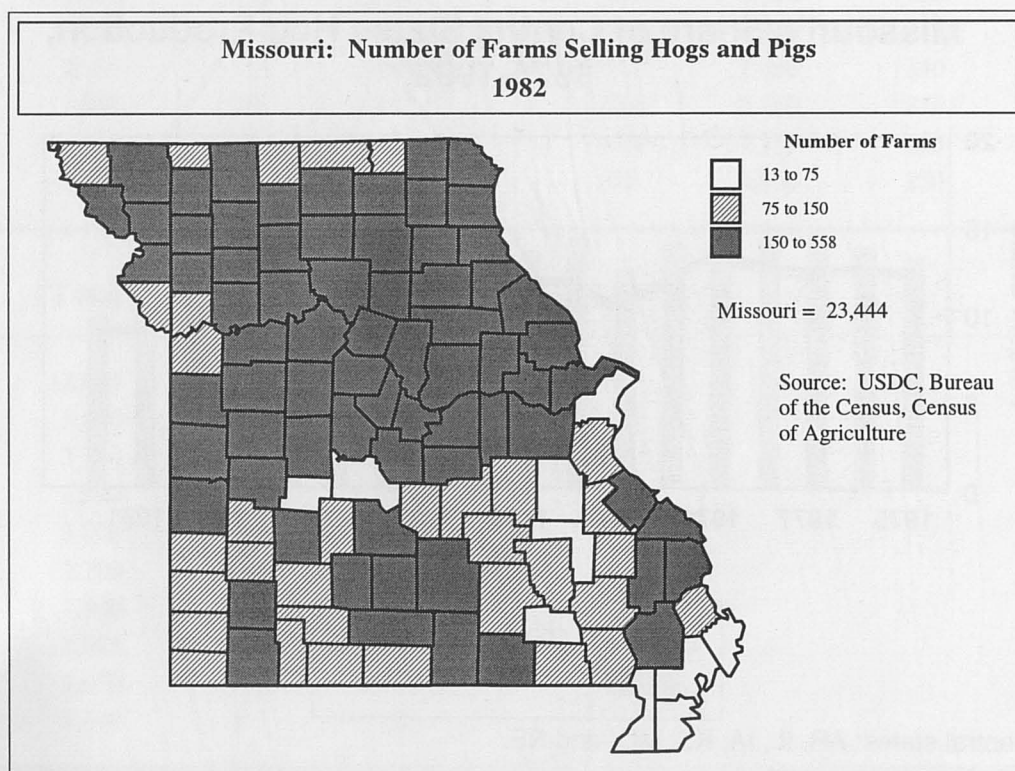 Missouri: Number of Farms Selling Hogs and Pigs
1982
Number of Farms
13 to 75
75 to 150
150 to 558
Missouri = 23,444
Source: USDC, Bureau
of the Census, Census
of Agriculture